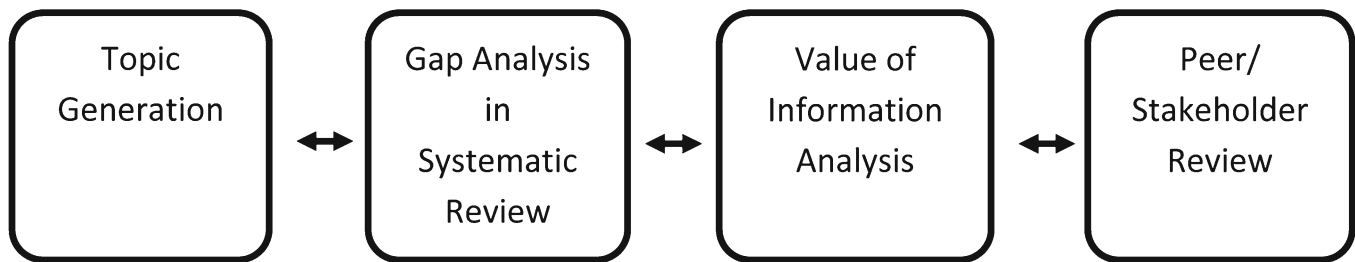 Topic
Generation
Gap Analysis
in
Systematic
Review
Value of
Information
Analysis
Peer/
Stakeholder
Review